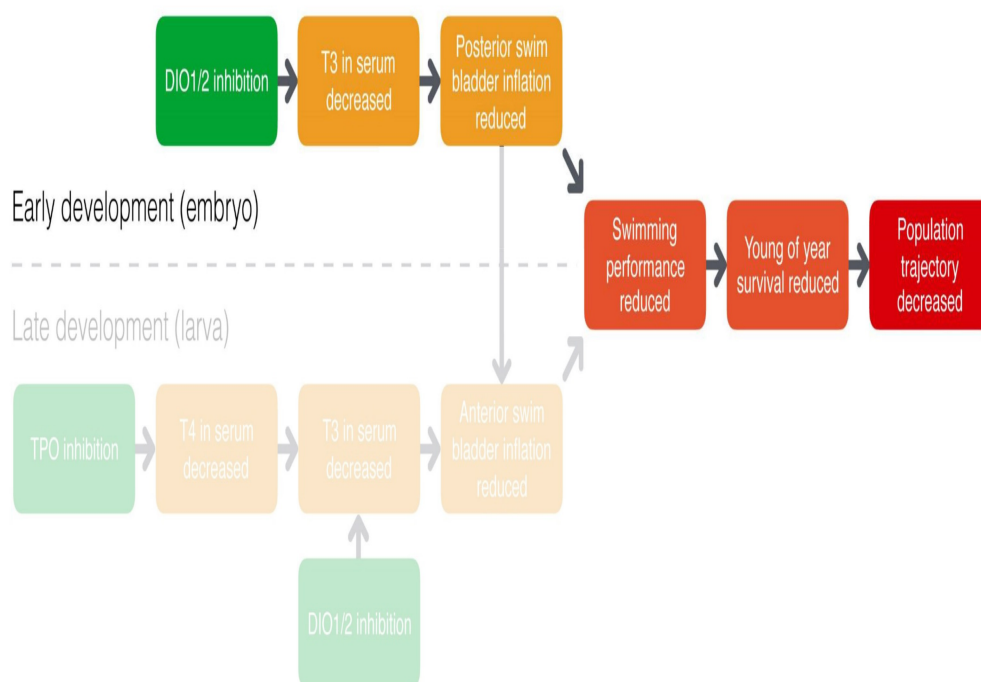 DIO1/2 inhibition
T3 in serum
decreased
Posterior swim
bladder inflation
reduced
Early development (embryo)
Swimming
performance
reduced
Young of year
survival reduced
Population
trajectory
decreased
Late development (larva)
TPO inhibition
T4 in serum
decreased
T3 in serum
decreased
Anterior swim
bladder inflation
reduced
DIO1/2 inhibition